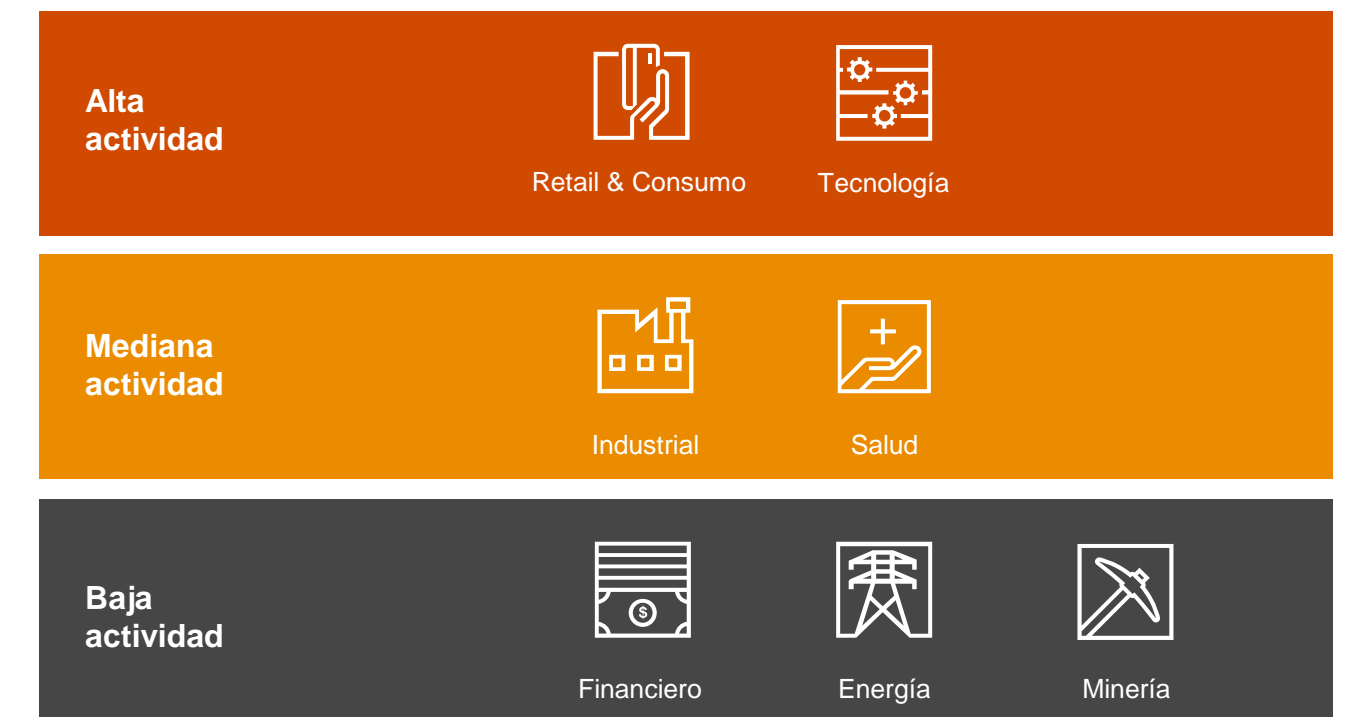 Alta
actividad
Retail & Consumo
Tecnología
Mediana
actividad
Industrial
Salud
Baja
actividad
$
Financiero
Energía
Minería